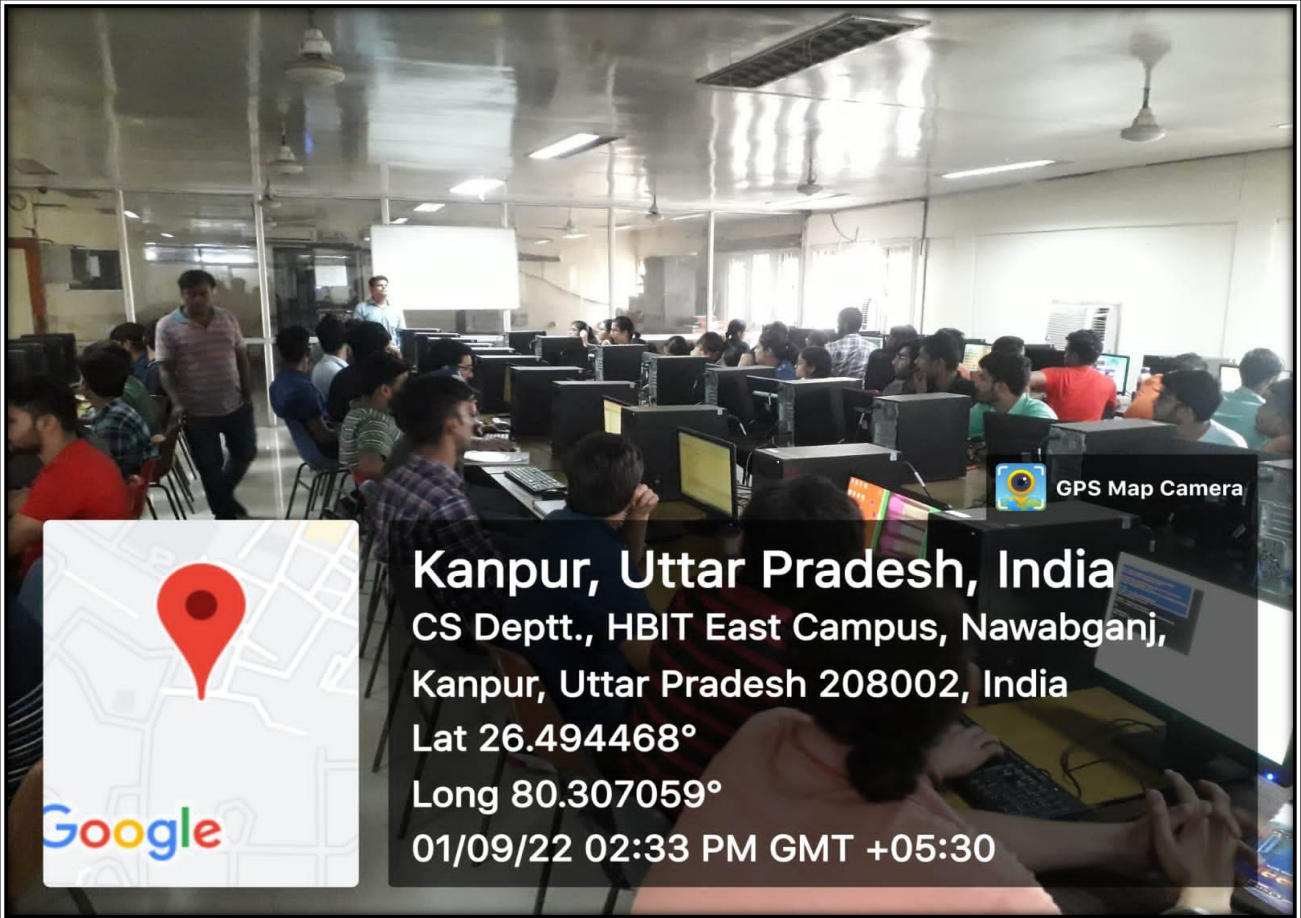 GPS Map Camera
Kanpur, Uttar Pradesh, India
CS Deptt., HBIT East Campus, Nawabganj,
Kanpur, Uttar Pradesh 208002, India
Lat 26.494468°
Long 80.307059°
01/09/22 02:33 PM GMT +05:30
Google